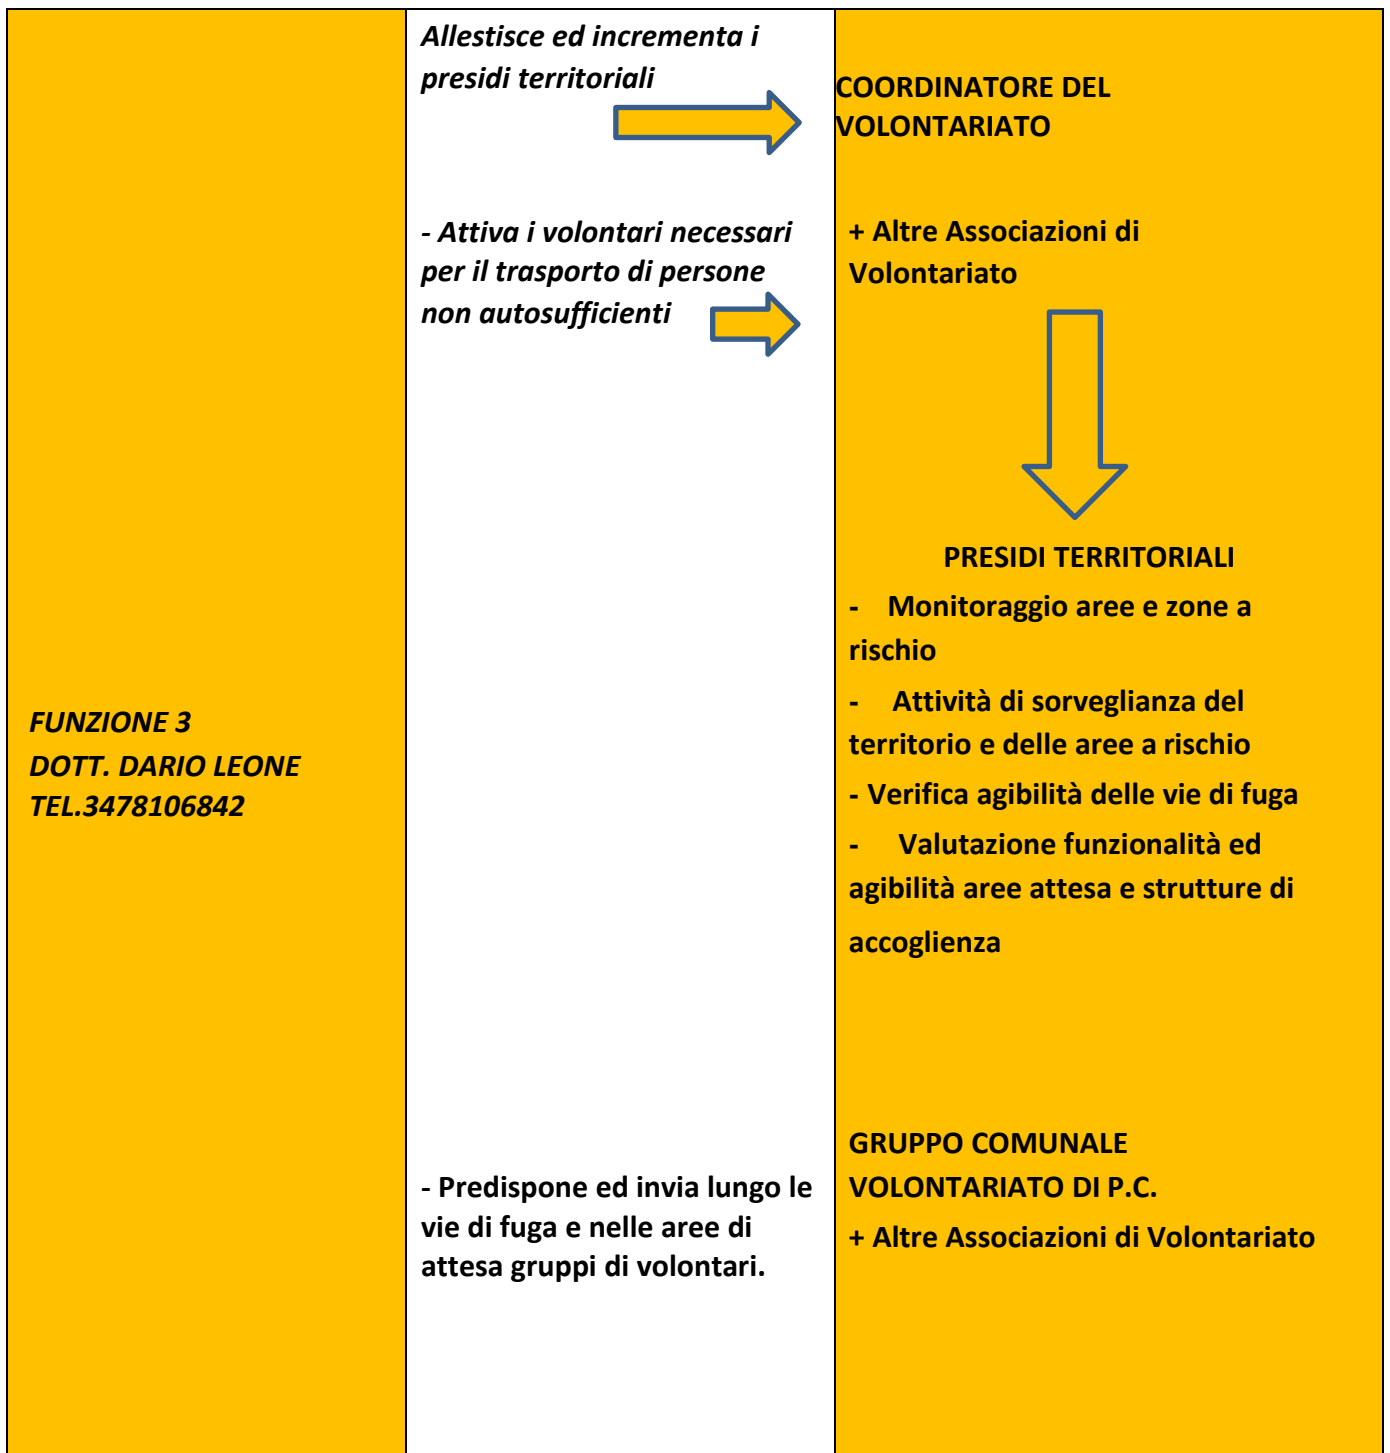 Allestisce ed incrementa i
presidi territoriali
COORDINATORE DEL
VOLONTARIATO
- Attiva i volontari necessari
per il trasporto di persone
non autosufficienti
+ Altre Associazioni di
Volontariato
PRESIDI TERRITORIALI
- Monitoraggio aree e zone a
rischio
- Attività di sorveglianza del
territorio e delle aree a rischio
- Verifica agibilità delle vie di fuga
- Valutazione funzionalità ed
agibilità aree attesa e strutture di
accoglienza
FUNZIONE 3
DOTT. DARIO LEONE
TEL.3478106842
- Predispone ed invia lungo le
vie di fuga e nelle aree di
attesa gruppi di volontari.
GRUPPO COMUNALE
VOLONTARIATO DI P.C.
+ Altre Associazioni di Volontariato